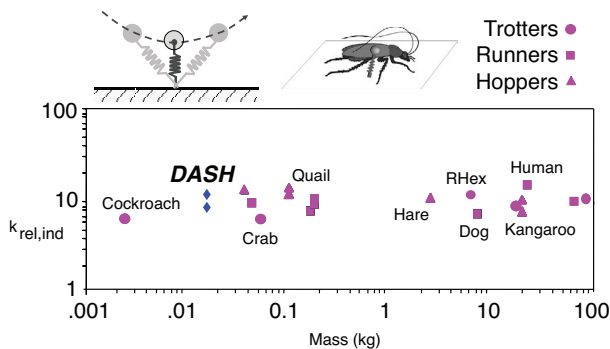 Trotters
Runners
Hoppers
100
10
1
k rel,ind
DASH
Cockroach
Crab
Quail
Hare
RHex
Dog
Human
Kangaroo
.001
.01
0.1
1
10
100
Mass (kg)